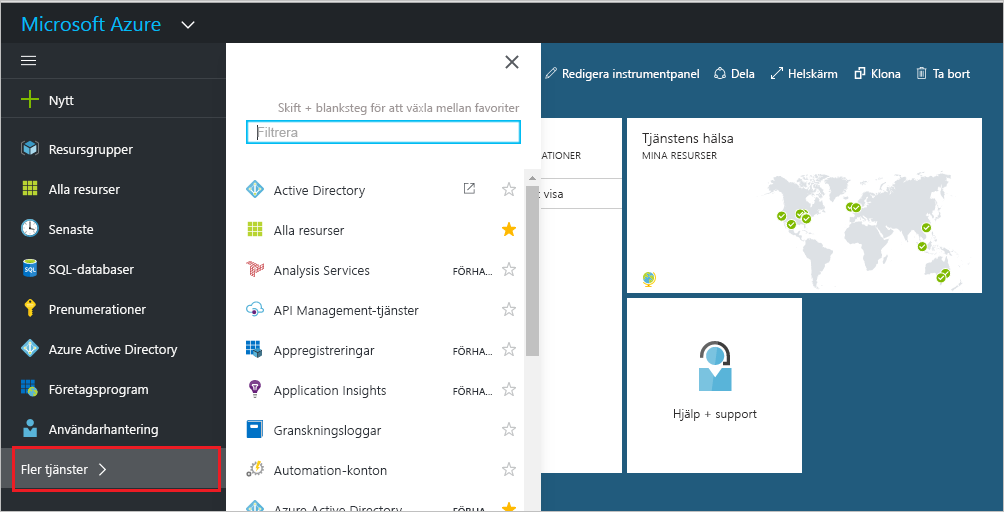 Microsoft Azure
Nytt
Resursgrupper
Alla resurser
Senaste
SQL-databaser
Prenumerationer
Azure Active Directory
Företagsprogram
Användarhantering
Fler tjänster
Skift + blanksteg för att växla mellan favoriter
Filtrera
Active Directory
Alla resurser
Analysis Services FÖRHA...
API Management-tjänster
Appregistreringar FÖRHA...
Application Insights FÖRHA...
Granskningsloggar
Automation-konton
Azure Active Directory FÖRHA...
Redigera instrumentpanel Dela Helskärm Klona Ta bort
ATIONER
t visa
Tjänstens hälsa
MINA RESURSER
Hjälp + support